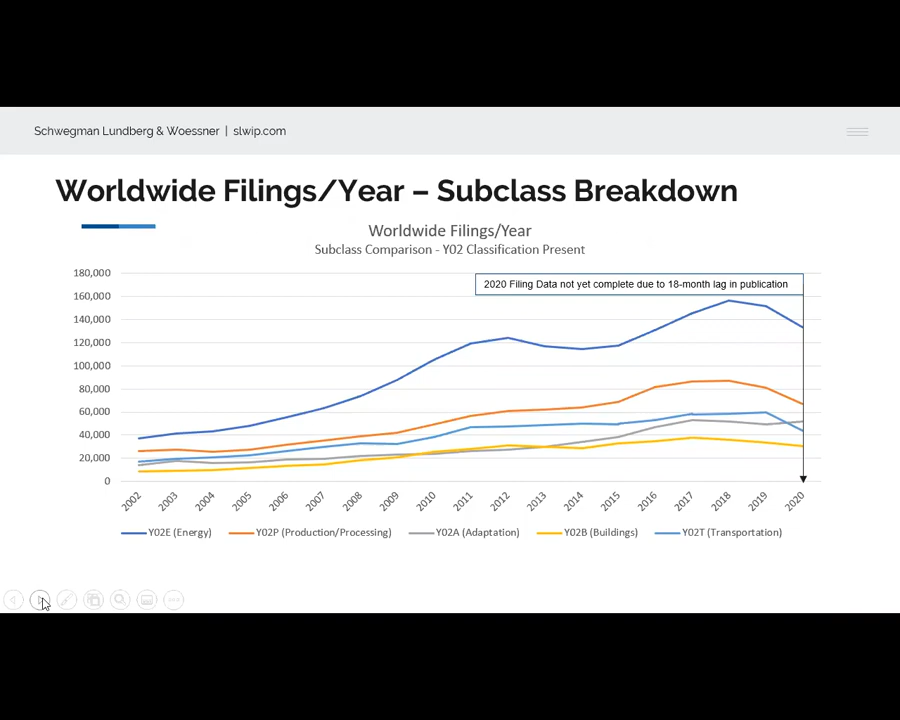 Schwegman Lundberg & Woessner | slwip.com
Worldwide Filings/Year – Subclass Breakdown
Worldwide Filings/Year
Subclass Comparison - Y02 Classification Present
2020 Filing Data not yet complete due to 18-month lag in publication
180,000
160,000
140,000
120,000
100,000
80,000
60,000
40,000
20,000
0
2002 2003 2004 2005 2006 2007 2008 2009 2010 2011 2012 2013 2014 2015 2016 2017 2018 2019 2020
Y02E (Energy) Y02P (Production/Processing) Y02A (Adaptation) Y02B (Buildings) Y02T (Transportation)